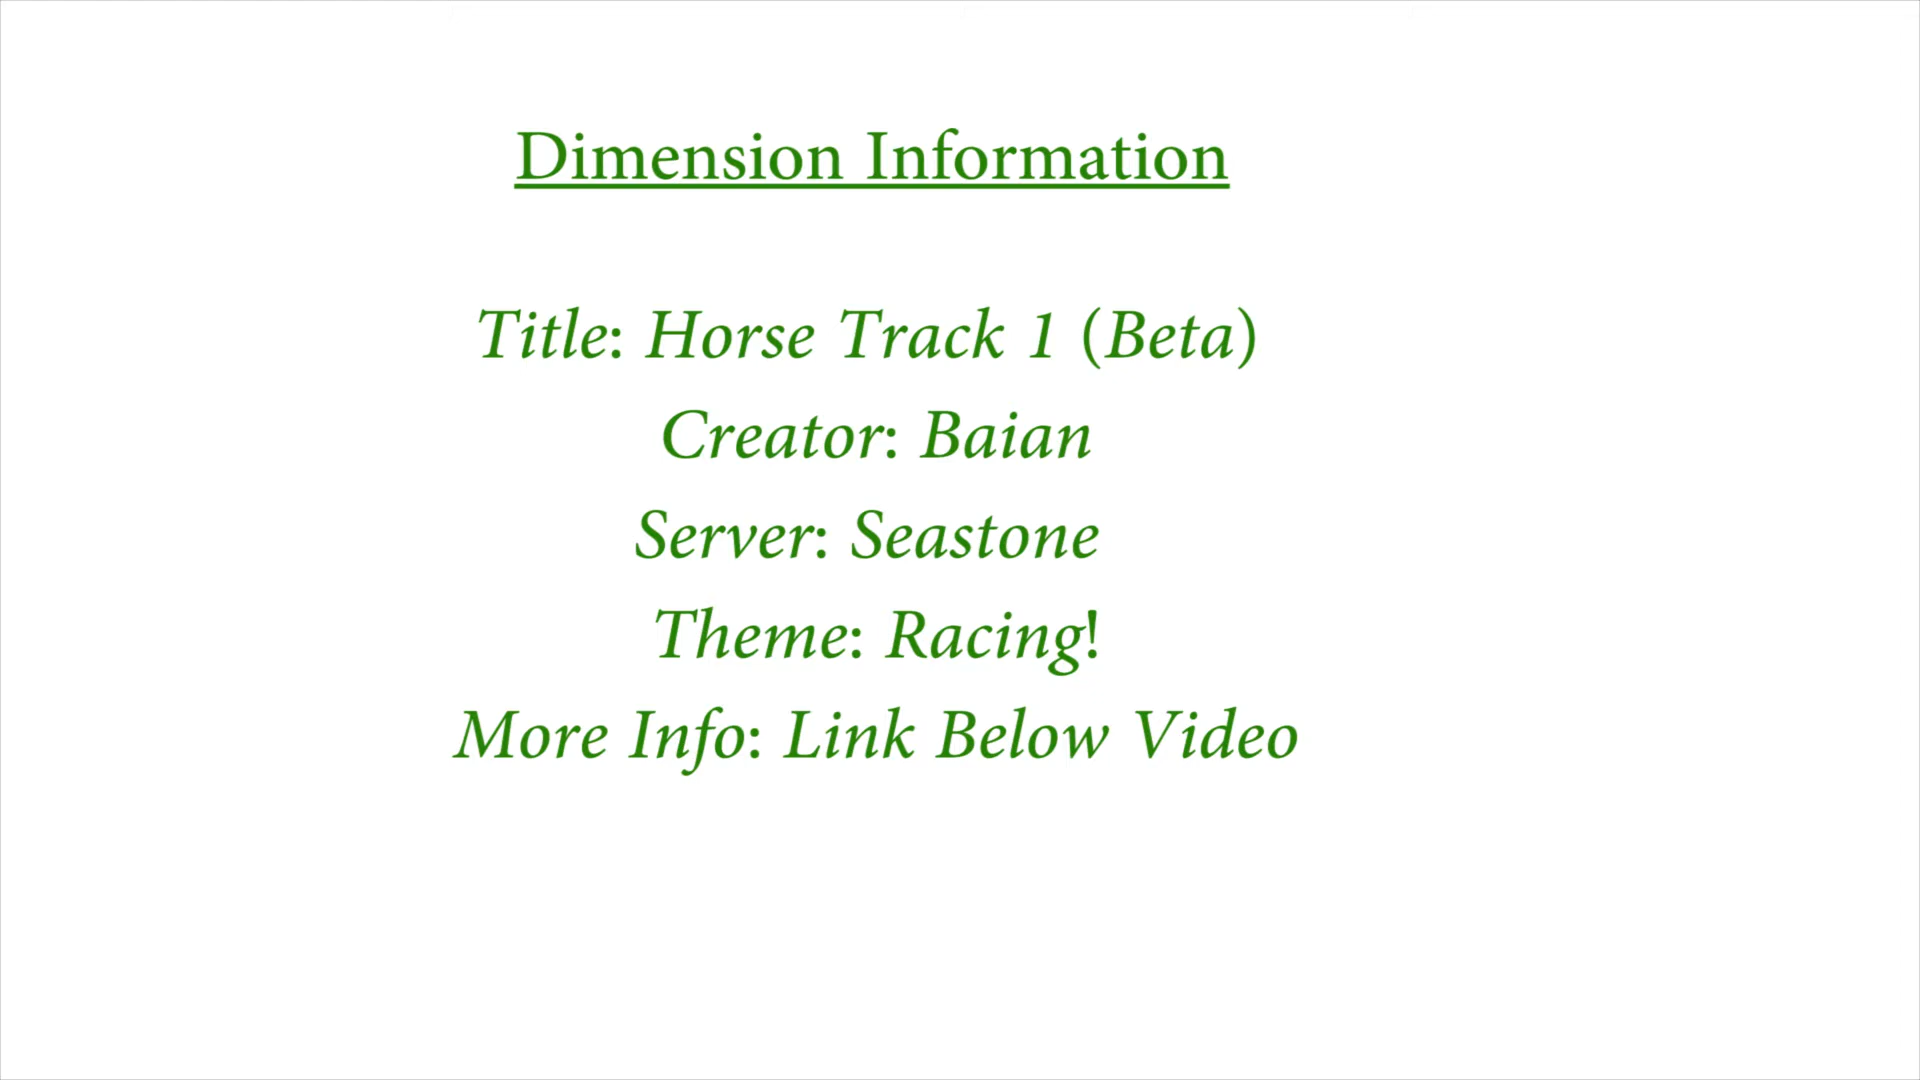 Dimension Information
Title: Horse Track 1 (Beta)
Creator: Baian
Server: Seastone
Theme: Racing!
More Info: Link Below Video